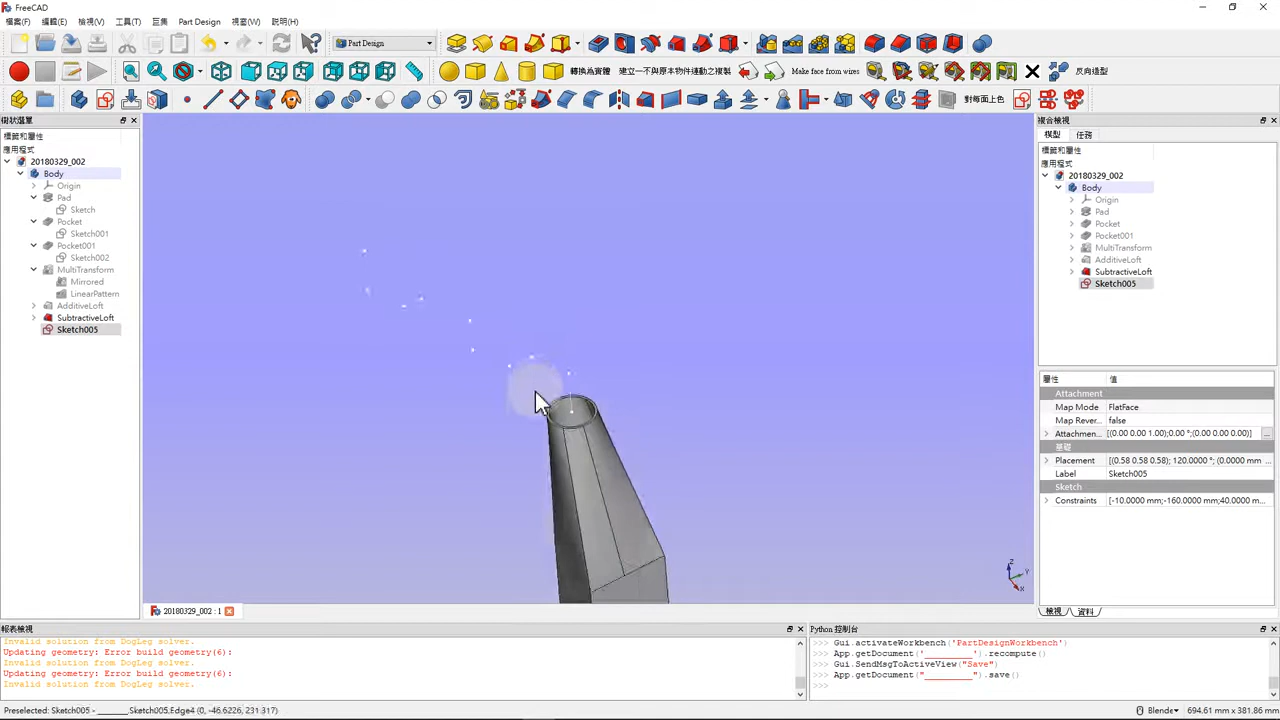 FreeCAD
檔案(F) 編輯(E) 檢視(V) 工具(T) 巨集 Part Design 視窗(W) 説明(H)
Part Design
轉換為實體 建立一不與原本物件連動之複製 Make face from wires 反向造型
對每面上色
樹狀選單
標籤和屬性
應用程式
20180329_002
Body
Origin
Pad
Sketch
Pocket
Sketch001
Pocket001
Sketch002
MultiTransform
Mirrored
LinearPattern
AdditiveLoft
SubtractiveLoft
Sketch005
20180329_002 : 1
複合檢視
模型 任務
標籤和屬性
應用程式
20180329_002
Body
Origin
Pad
Pocket
Pocket001
MultiTransform
AdditiveLoft
SubtractiveLoft
Sketch005
屬性 值
Attachment
Map Mode FlatFace
Map Rever... false
Attachmen... [(0.00 0.00 1.00);0.00 °;(0.00 0.00 0.00)] ...
基礎
Placement [(0.58 0.58 0.58); 120.0000 °; (0.0000 mm ...
Label Sketch005
Sketch
Constraints [-10.0000 mm;-160.0000 mm;40.0000 m...
檢視 資料
Z
Y
X
報表檢視
Invalid solution from DogLeg solver.
Updating geometry: Error build geometry(6):
Invalid solution from DogLeg solver.
Updating geometry: Error build geometry(6):
Invalid solution from DogLeg solver.
Python 控制台
>>> Gui.activateWorkbench('PartDesignWorkbench')
>>> App.getDocument('_________').recompute()
>>> Gui.SendMsgToActiveView("Save")
>>> App.getDocument("_________").save()
>>>
Preselected: Sketch005 - _________.Sketch005.Edge4 (0, -46.6226, 231.317)
Blende 694.61 mm x 381.86 mm